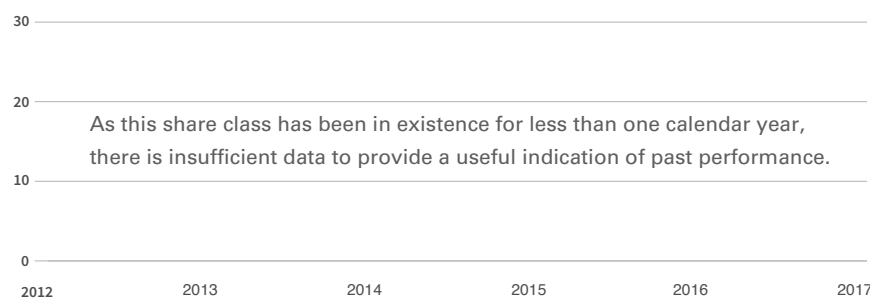 30
20
As this share class has been in existence for less than one calendar year,
there is insufficient data to provide a useful indication of past performance.
10
0
2012 2013 2014 2015 2016 2017